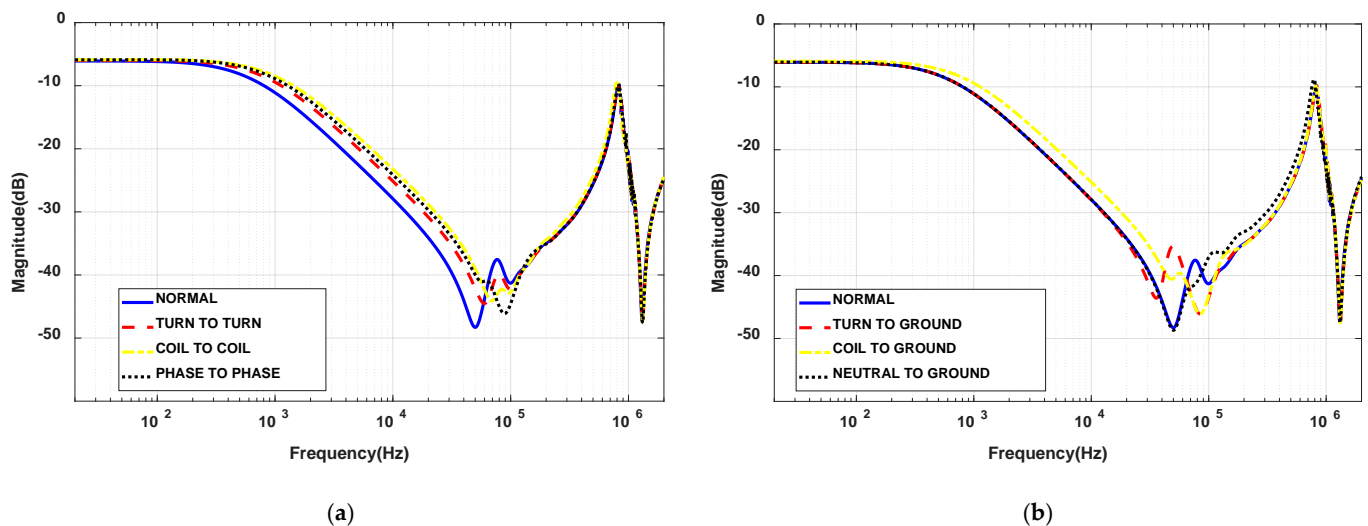 0
-10
-20
-30
-40
-50
Magnitude(dB)
NORMAL
TURN TO TURN
COIL TO COIL
PHASE TO PHASE
10 2
10 3
10 4
10 5
10 6
Frequency(Hz)
(a)
0
-10
-20
-30
-40
-50
Magnitude(dB)
NORMAL
TURN TO GROUND
COIL TO GROUND
NEUTRAL TO GROUND
10 2
10 3
10 4
10 5
10 6
Frequency(Hz)
(b)